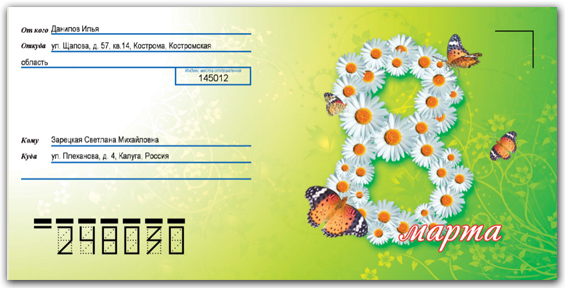 От кого Данилов Илья
Откуда ул. Щапова, д. 57, кв.14, Кострома, Костромская
область
Индекс места отправления
145012
Кому Зарецкая Светлана Михайловна
Куда ул. Плеханова, д. 4, Калуга, Россия
248030
8
марта